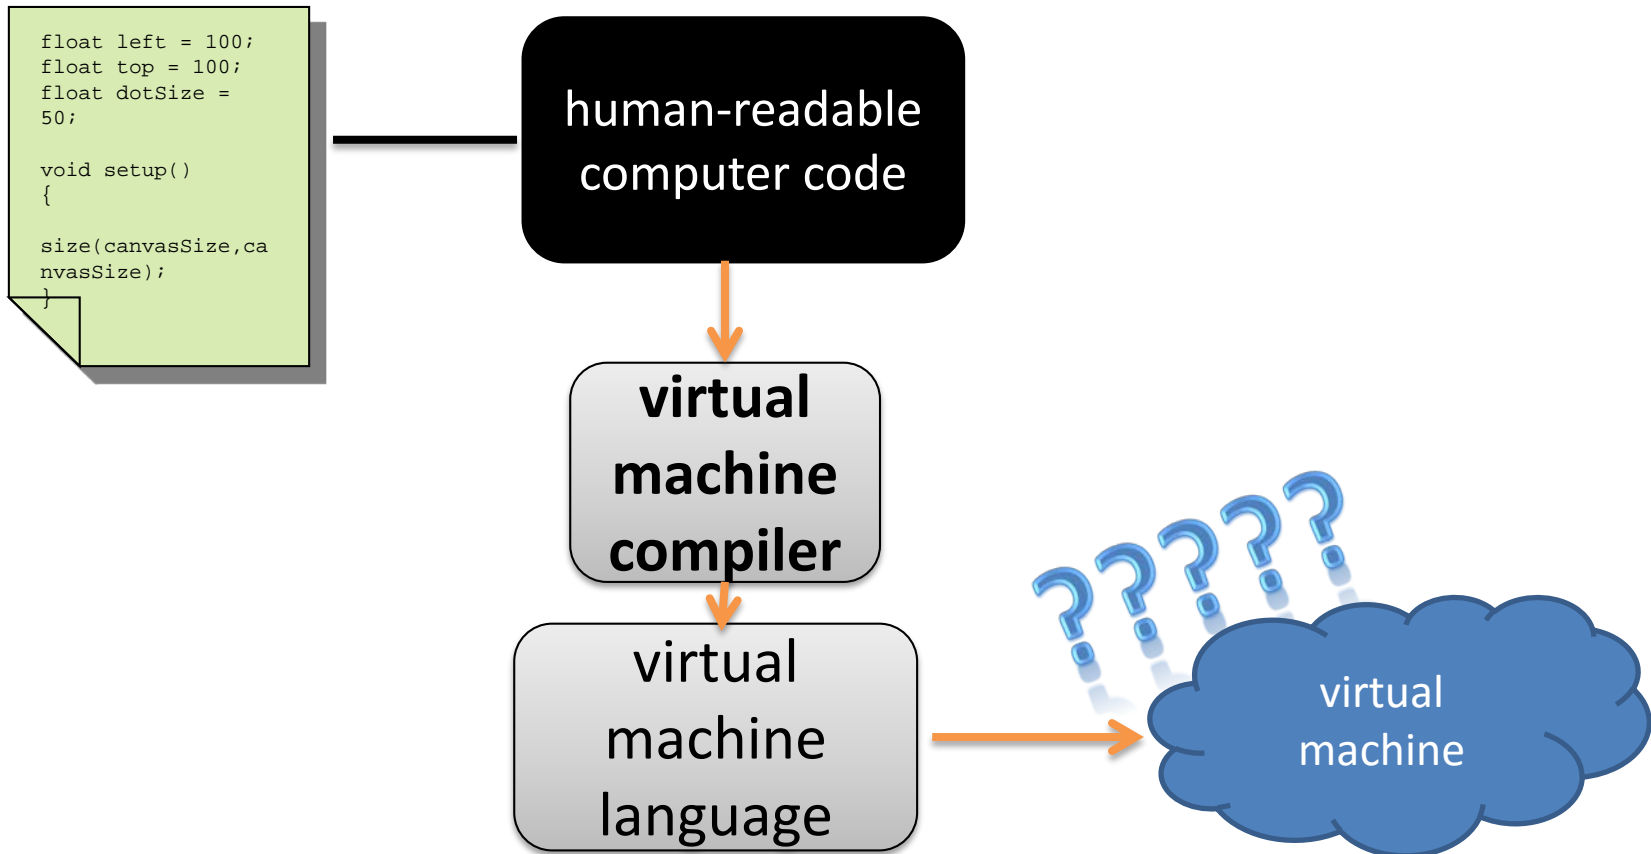 float left = 100;
float top = 100;
float dotSize =
50;
void setup()
{
size(canvasSize,ca
nvasSize);
}
human-readable
computer code
virtual
machine
compiler
virtual
machine
language
?????
virtual
machine